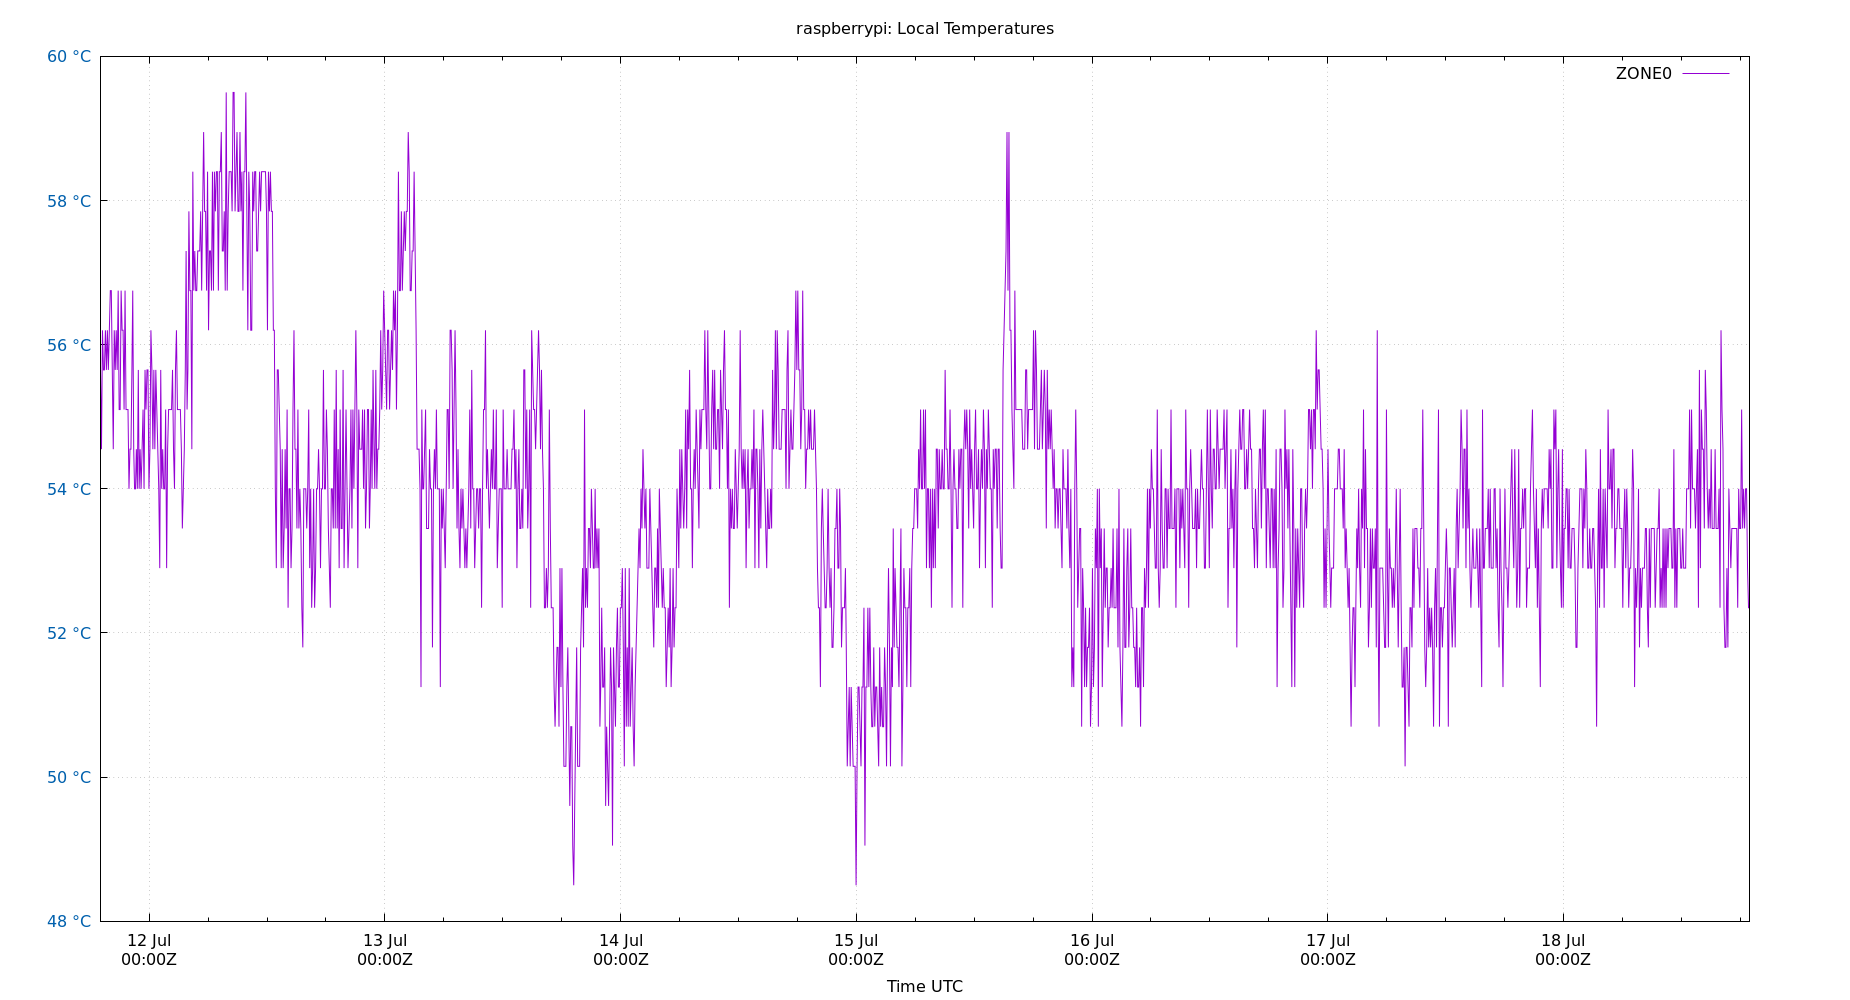 raspberrypi: Local Temperatures
60 °C
ZONE0
58 °C
56 °C
54 °C
52 °C
50 °C
48 °C
12 Jul 13 Jul 14 Jul 15 Jul 16 Jul 17 Jul 18 Jul
00:00Z 00:00Z 00:00Z 00:00Z 00:00Z 00:00Z 00:00Z
Time UTC